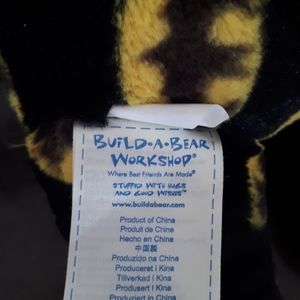 BUILD-A-BEAR
WORKSHOP®
Where Best Friends Are Made®
STUFFED WITH HUGS
AND GOOD WISHES™
www.buildabear.com
Product of China
Produit de China
Hecho en China
中国製
Produzido na China
Produceret i Kina
Tillverkad i Kina
Produsert i Kina
Produziert In China